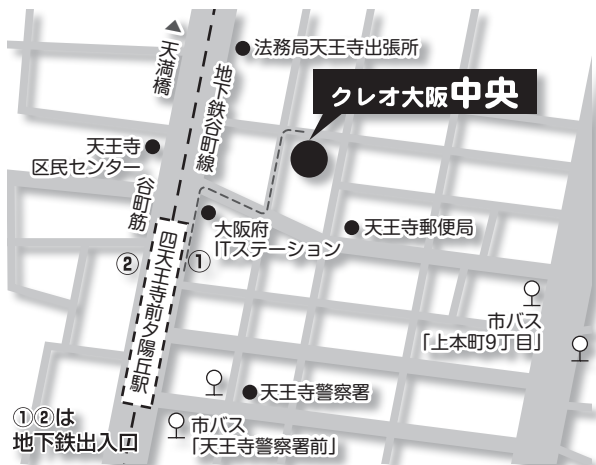 法務局天王寺出張所
天満橋
地下鉄谷町線
クレオ大阪中央
天王寺
区民センター
谷町筋
大阪府
ITステーション
天王寺郵便局
②
①
四天王寺前夕陽丘駅
市バス
「上本町9丁目」
天王寺警察署
①②は
地下鉄出入口
市バス
「天王寺警察署前」